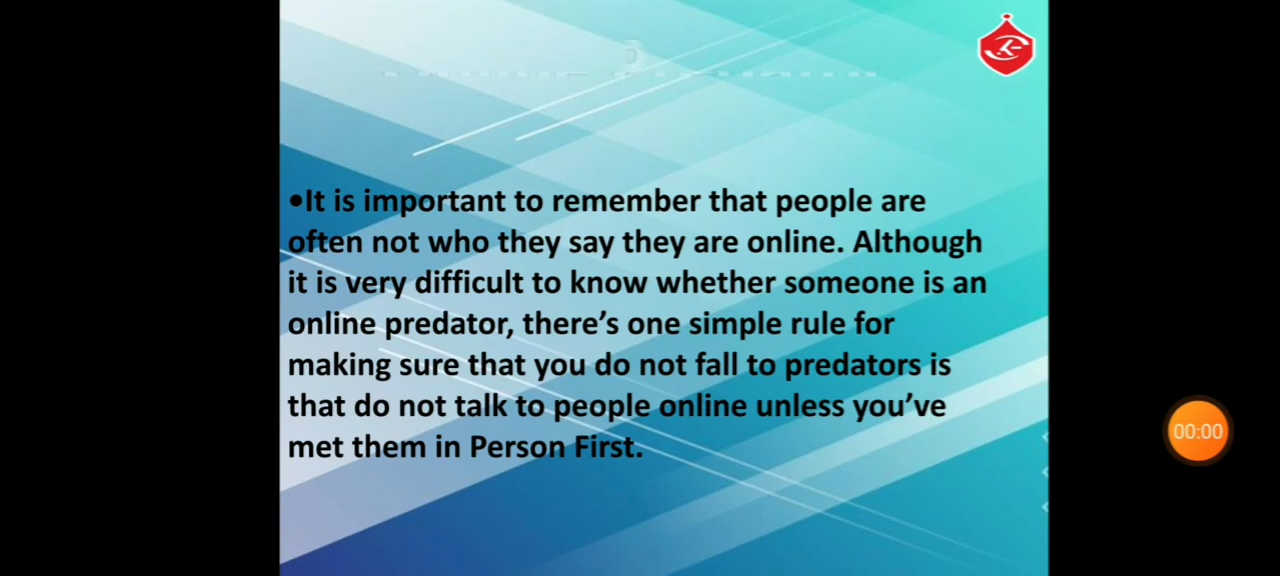 •It is important to remember that people are
often not who they say they are online. Although
it is very difficult to know whether someone is an
online predator, there’s one simple rule for
making sure that you do not fall to predators is
that do not talk to people online unless you’ve
met them in Person First.
00:00